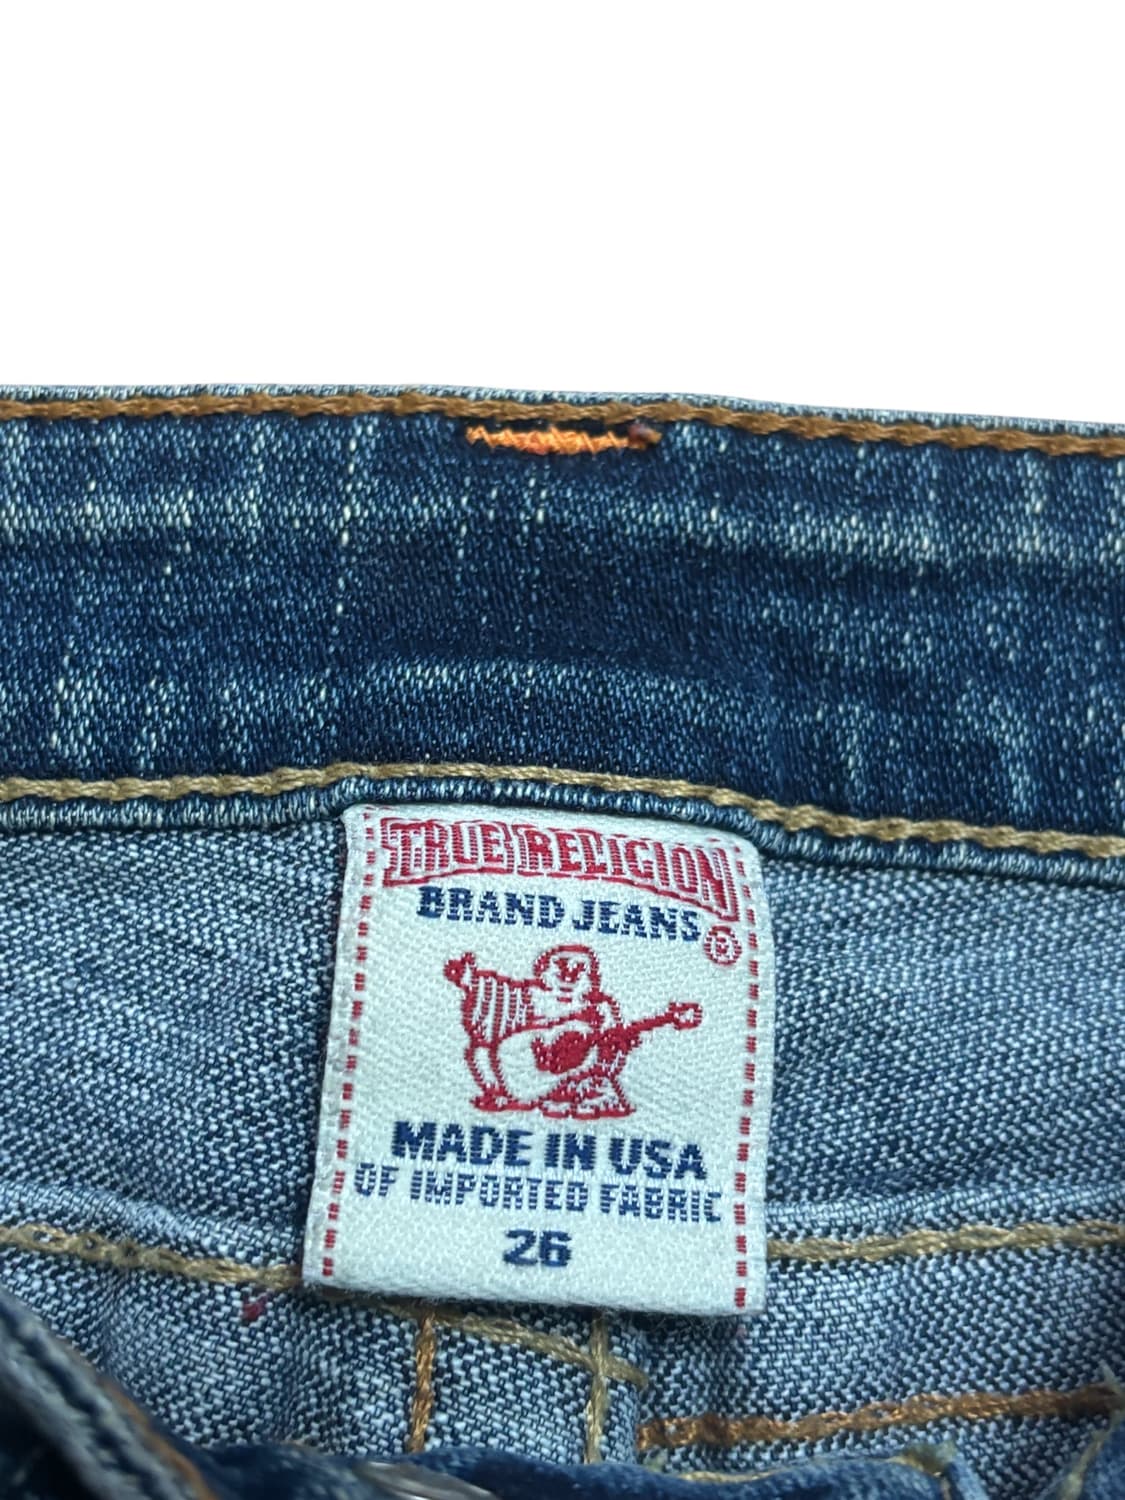 TRUE RELIGION
BRAND JEANS
®
MADE IN USA
OF IMPORTED FABRIC
26